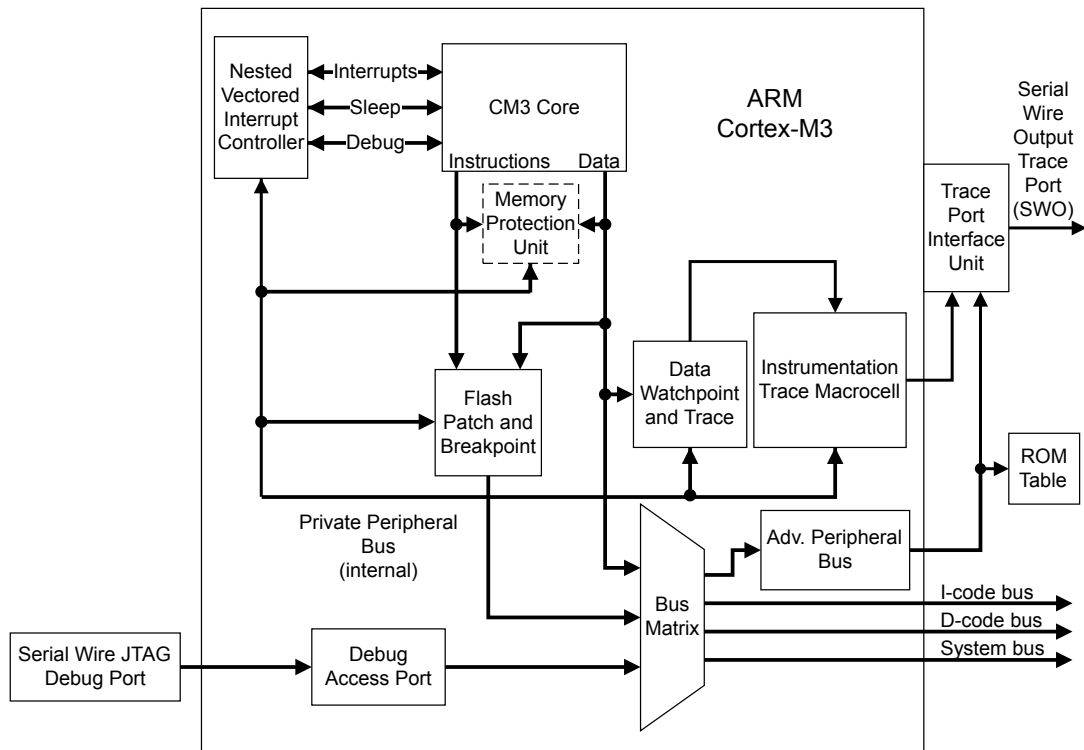 Nested
Vectored
Interrupt
Controller
Interrupts
Sleep
Debug
CM3 Core
Instructions
Data
ARM
Cortex-M3
Memory
Protection
Unit
Serial
Wire
Output
Trace
Port
(SWO)
Trace
Port
Interface
Unit
Flash
Patch and
Breakpoint
Data
Watchpoint
and Trace
Instrumentation
Trace Macrocell
ROM
Table
Private Peripheral
Bus
(internal)
Adv. Peripheral
Bus
Bus
Matrix
I-code bus
D-code bus
System bus
Serial Wire JTAG
Debug Port
Debug
Access Port